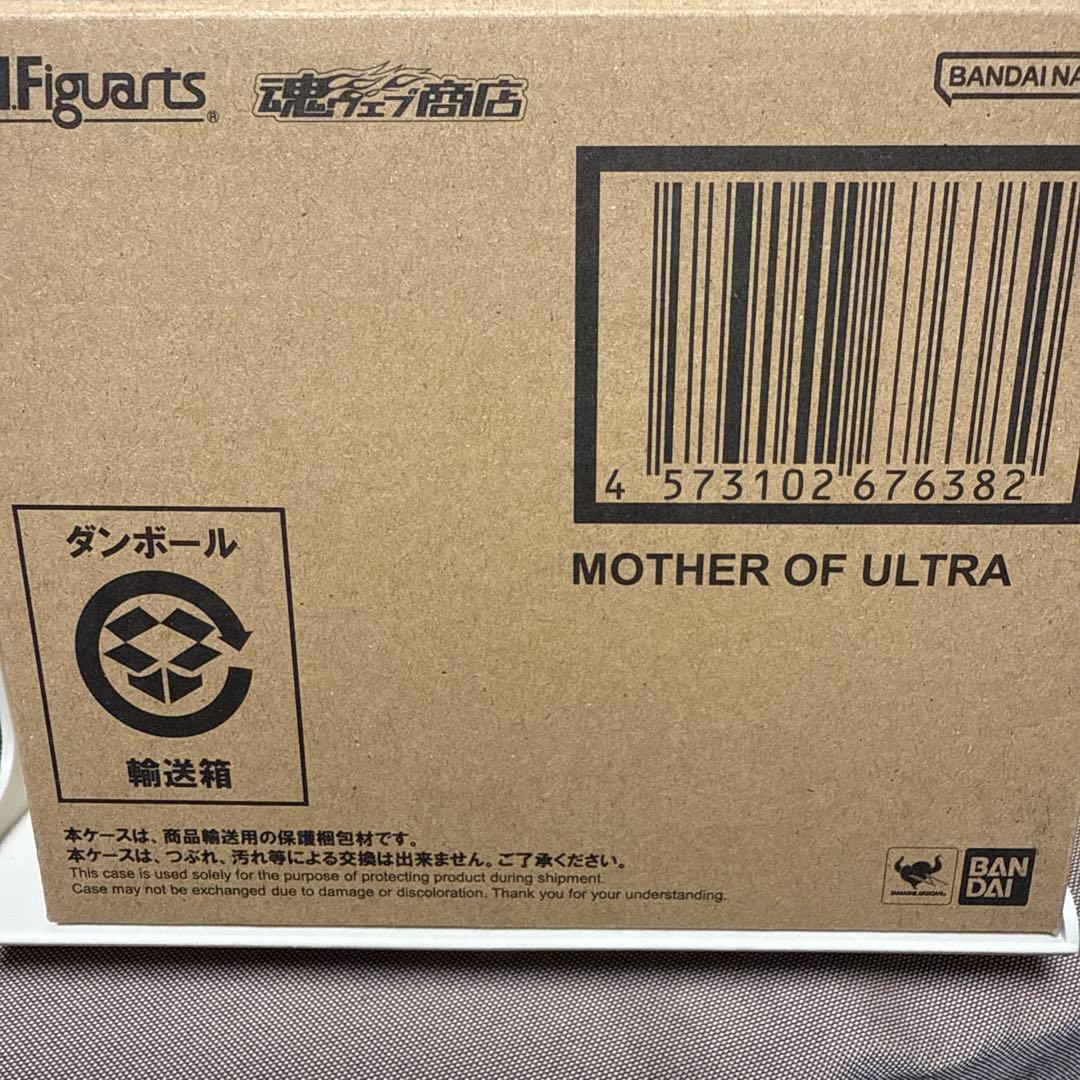 .Figuarts®
魂ウェブ商店
BANDAI NA
4 573102 676382
MOTHER OF ULTRA
ダンボール
輸送箱
本ケースは、商品輸送用の保護梱包材です。
本ケースは、つぶれ、汚れ等による交換は出来ません。ご了承ください。
This case is used solely for the purpose of protecting product during shipment.
Case may not be exchanged due to damage or discoloration. Thank you for your understanding.
TAMASHII NATIONS
BAN
DAI